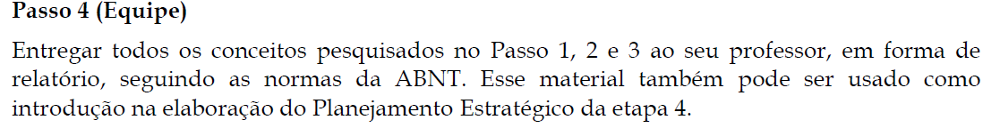 Passo 4 (Equipe)
Entregar todos os conceitos pesquisados no Passo 1, 2 e 3 ao seu professor, em forma de
relatório, seguindo as normas da ABNT. Esse material também pode ser usado como
introdução na elaboração do Planejamento Estratégico da etapa 4.